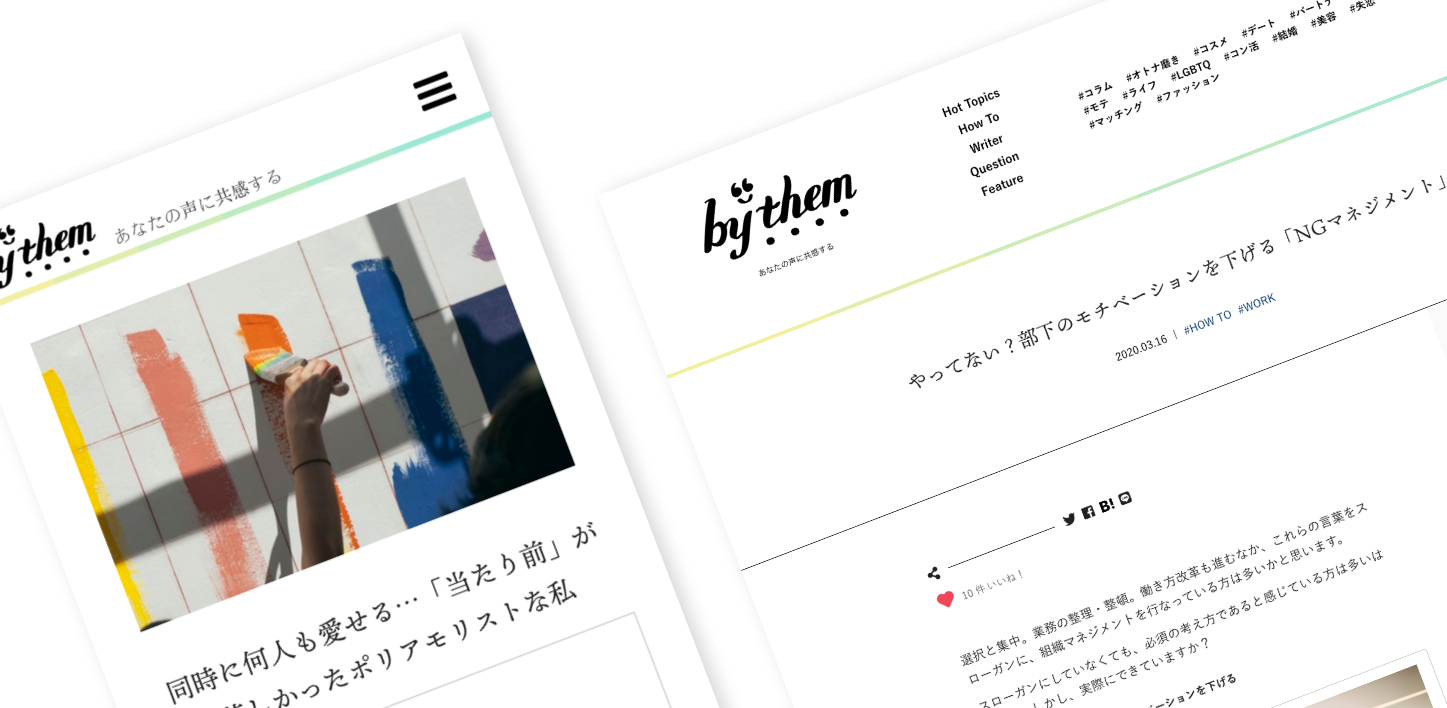 by them
あなたの声に共感する
同時に何人も愛せる…「当たり前」が
しかったポリアモリストな私
by them
あなたの声に共感する
Hot Topics
How To
Writer
Question
Feature
#コラム #オトナ磨き #コスメ #デート
#モテ #ライフ #LGBTQ #コン活 #結婚 #美容 #失恋
#マッチング #ファッション
やってない？部下のモチベーションを下げる「NGマネジメント」
2020.03.16 | #HOW TO #WORK
B!
10 件 いいね！
選択と集中。業務の整理・整頓。働き方改革も進むなか、これらの言葉をス
ローガンに、組織マネジメントを行なっている方は多いかと思います。
スローガンにしていなくても、必須の考え方であると感じている方は多いは
しかし、実際にできていますか？
ベーションを下げる